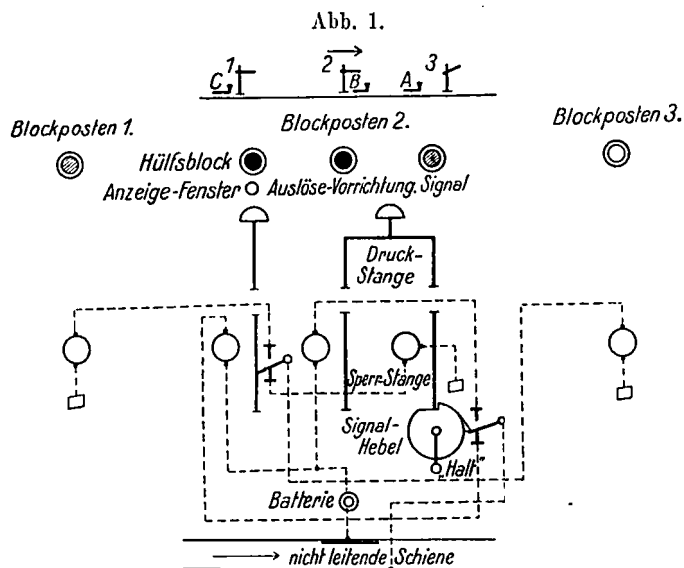 Abb. 1.
1 2 3
C B A
Blockposten 1. Blockposten 2. Blockposten 3.
Hülfsblock
Anzeige-Fenster Auslöse-Vorrichtung. Signal
Druck-
Stange
Sperr-Stange
Signal-
Hebel
„Halt"
Batterie
nicht leitende Schiene